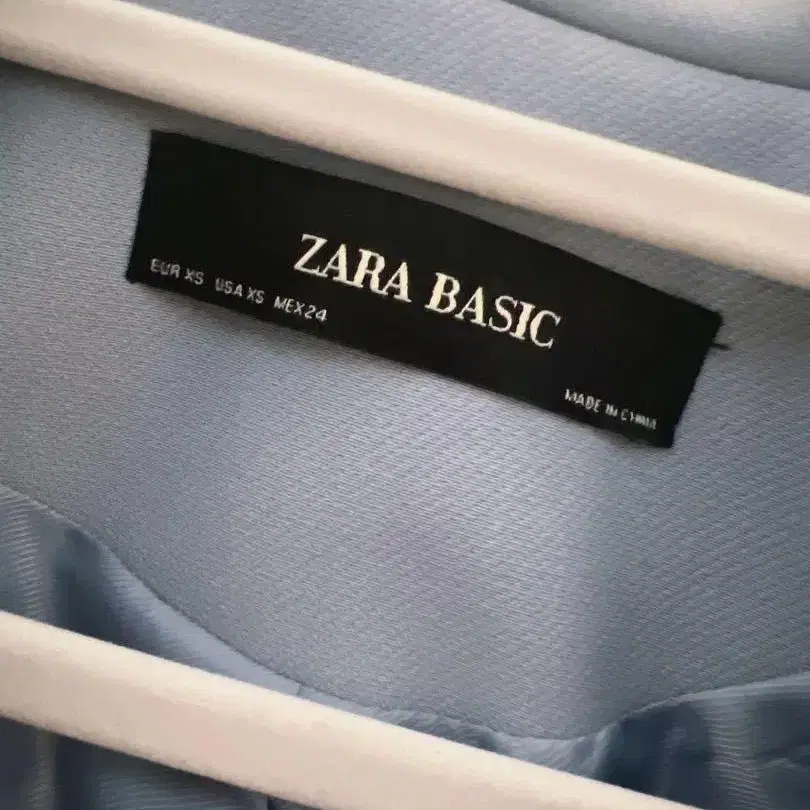 ZARA BASIC
EUR XS USA XS MEX 24
MADE IN CHINA